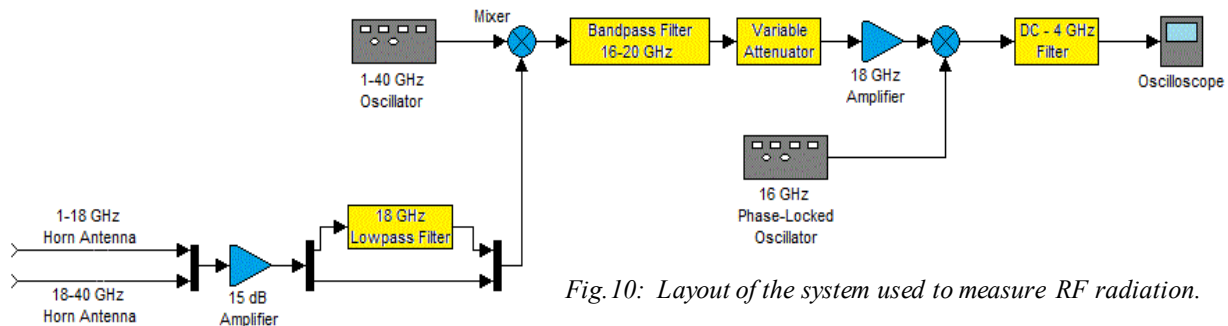 Mixer
1-40 GHz
Oscillator
Bandpass Filter
16-20 GHz
Variable
Attenuator
18 GHz
Amplifier
DC - 4 GHz
Filter
Oscilloscope
16 GHz
Phase-Locked
Oscillator
1-18 GHz
Horn Antenna
18-40 GHz
Horn Antenna
15 dB
Amplifier
18 GHz
Lowpass Filter
Fig.10: Layout of the system used to measure RF radiation.